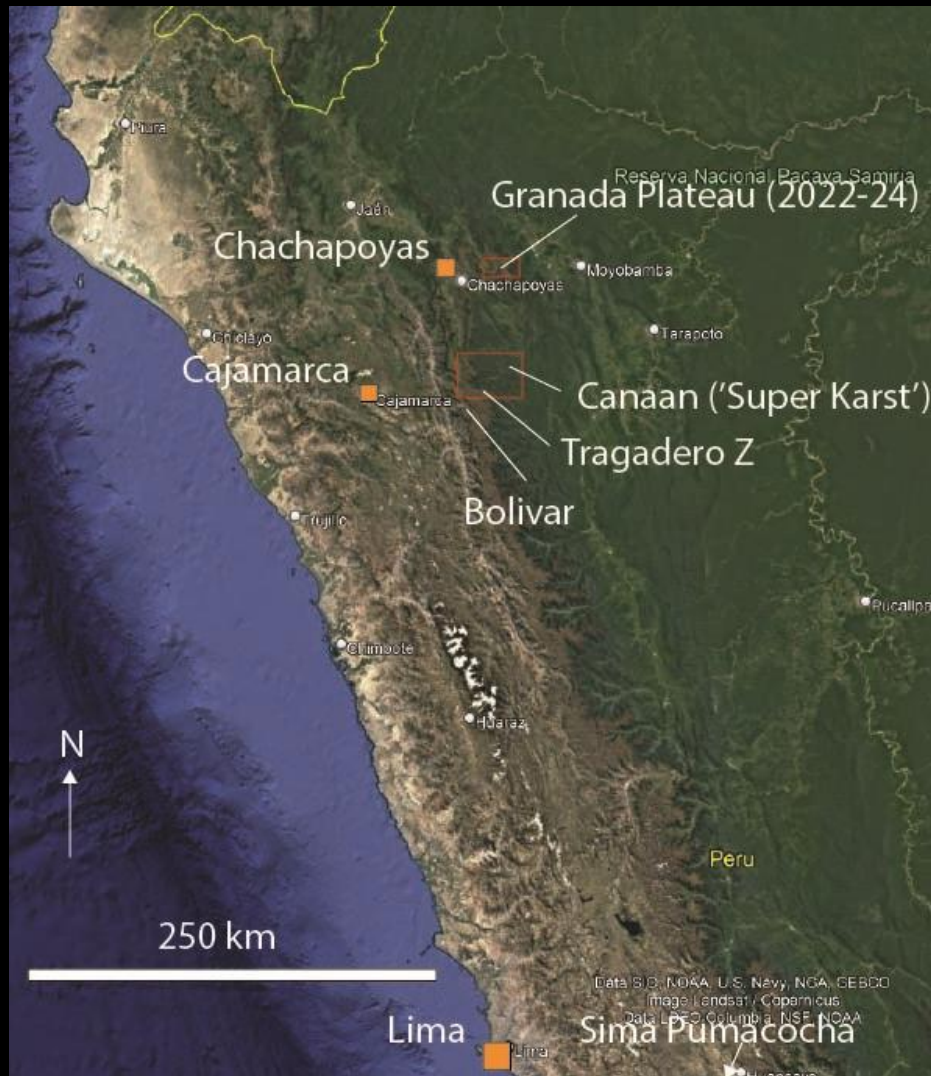 Piura
Reserva Nacional Pacaya Samiria
Granada Plateau (2022-24)
Jaén
Chachapoyas
Moyobamba
Chachapoyas
Chiclayo
Tarapoto
Cajamarca
Cajamarca
Canaan ('Super Karst')
Tragadero Z
Bolivar
Trujillo
Pucallpa
Chimbote
Huaraz
N
Peru
250 km
Data SIO, NOAA, U.S. Navy, NGA, GEBCO
Image Landsat / Copernicus
Data LDEO-Columbia, NSF, NOAA
Lima
Lima
Sima Pumacocha